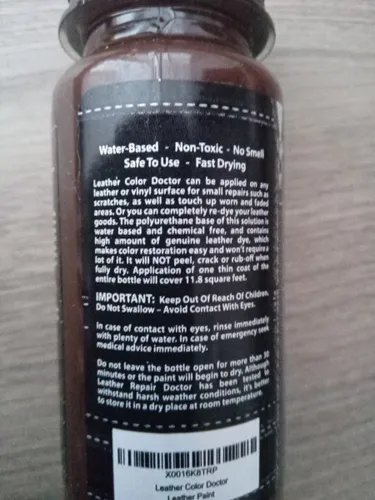 Water-Based - Non-Toxic - No Smell
Safe To Use - Fast Drying
Leather Color Doctor can be applied on any
leather or vinyl surface for small repairs such as
scratches, as well as touch up worn and faded
areas. Or you can completely re-dye your leather
goods. The polyurethane base of this solution is
water based and chemical free, and contains
high amount of genuine leather dye, which
makes color restoration easy and won't require a
lot of it. It will NOT peel, crack or rub-off when
fully dry. Application of one thin coat of the
entire bottle will cover 11.8 square feet.
IMPORTANT: Keep Out Of Reach Of Children,
Do Not Swallow – Avoid Contact With Eyes.
In case of contact with eyes, rinse immediately
with plenty of water. In case of emergency seek
medical advice immediately.
Do not leave the bottle open for more than 30
minutes or the paint will begin to dry. Although
Leather Repair Doctor has been tested to
withstand harsh weather conditions, it's better
to store it in a dry place at room temperature.
X0016K8TRP
Leather Color Doctor
Leather Paint